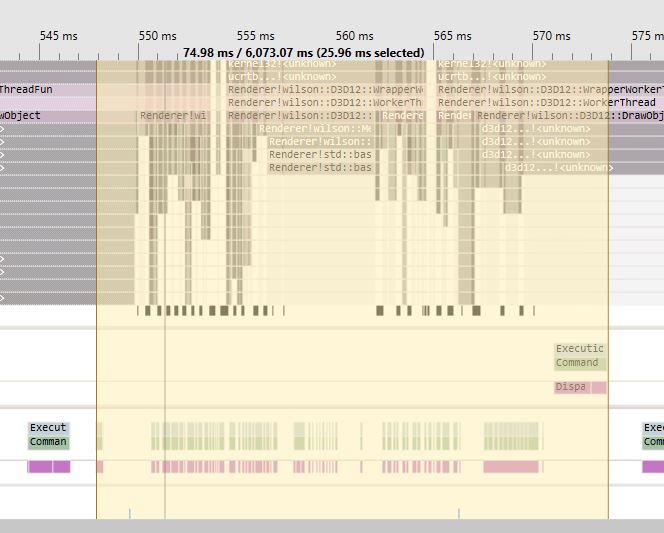 545 ms 550 ms 555 ms 560 ms 565 ms 570 ms 575 m
74.98 ms / 6,073.07 ms (25.96 ms selected)
kernel32!<unknown> kernel32!<unknown>
ucrtb...!<unknown> ucrtb...!<unknown>
ThreadFun Renderer!wilson::D3D12::WrapperW Renderer!wilson::D3D12::WrapperWorkerT
Renderer!wilson::D3D12::WorkerTh Renderer!wilson::D3D12::WorkerThread
wObject Renderer!wi Renderer!wilson::D3D12::DrawOb Rendere Rende Renderer!wilson::D3D12::DrawObj
Renderer!wilson::Me d3d12...!<unknown>
Renderer!wilson:: d3d12...!<unknown>
Renderer!std::bas d3d12...!<unknown>
Renderer!std::bas d3d12...!<unknown>
Executic
Command
Dispa
Execut Exec
Comman Com